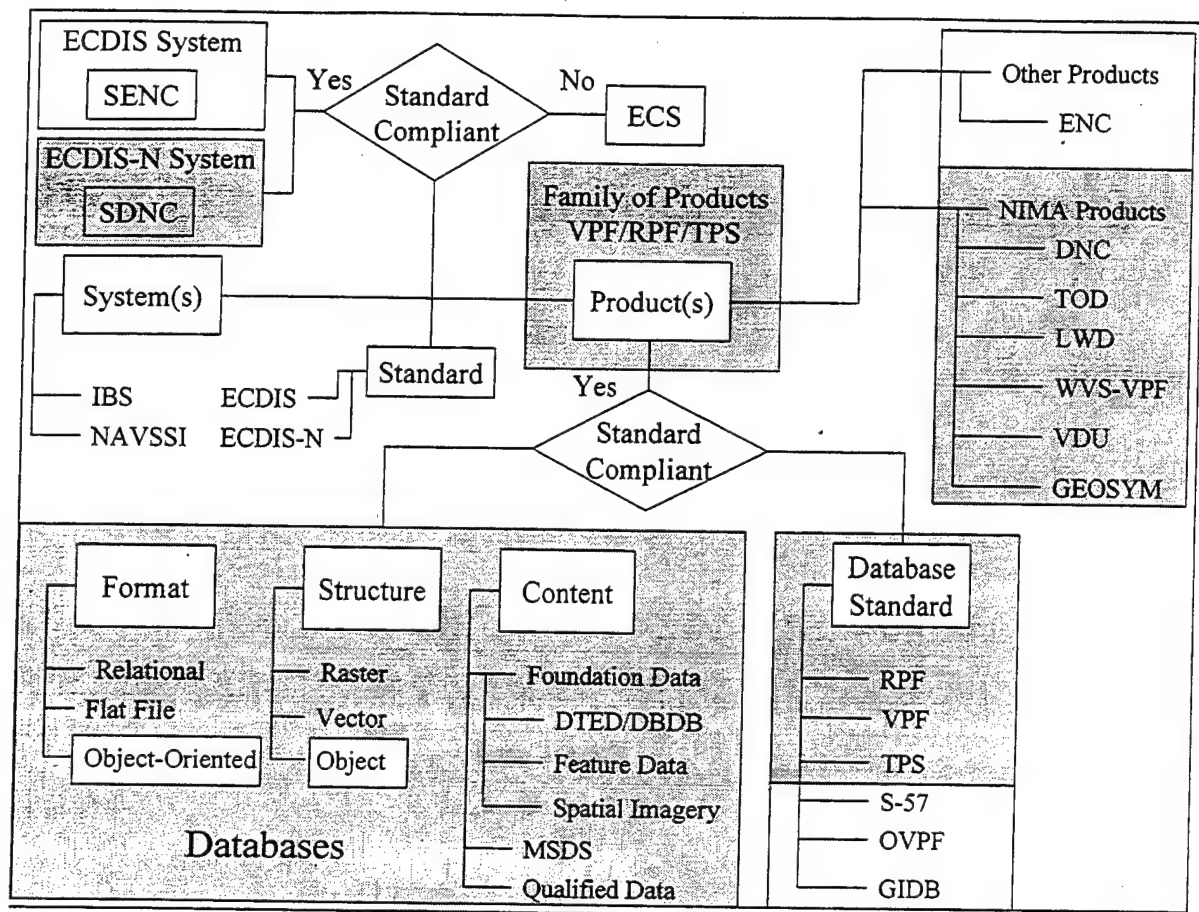 ECDIS System
SENC
ECDIS-N System
SDNC
Yes
Standard
Compliant
No
ECS
Other Products
ENC
Family of Products
VPF/RPF/TPS
Product(s)
NIMA Products
DNC
TOD
LWD
WVS-VPF
VDU
GEOSYM
System(s)
IBS
NAVSSI
Standard
ECDIS
ECDIS-N
Yes
Standard
Compliant
Format
Relational
Flat File
Object-Oriented
Structure
Raster
Vector
Object
Content
Foundation Data
DTED/DBDB
Feature Data
Spatial Imagery
MSDS
Qualified Data
Databases
Database
Standard
RPF
VPF
TPS
S-57
OVPF
GIDB